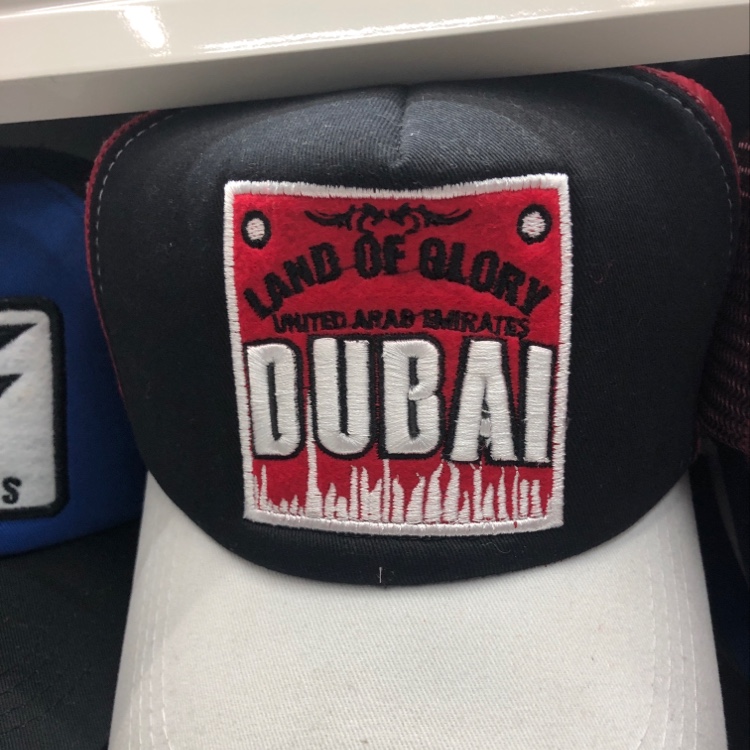 LAND OF GLORY
UNITED ARAB EMIRATES
DUBAI
S